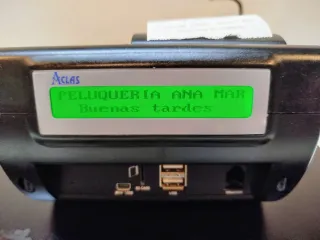 ACLAS
PELUQUERIA ANA MAR
Buenas tardes